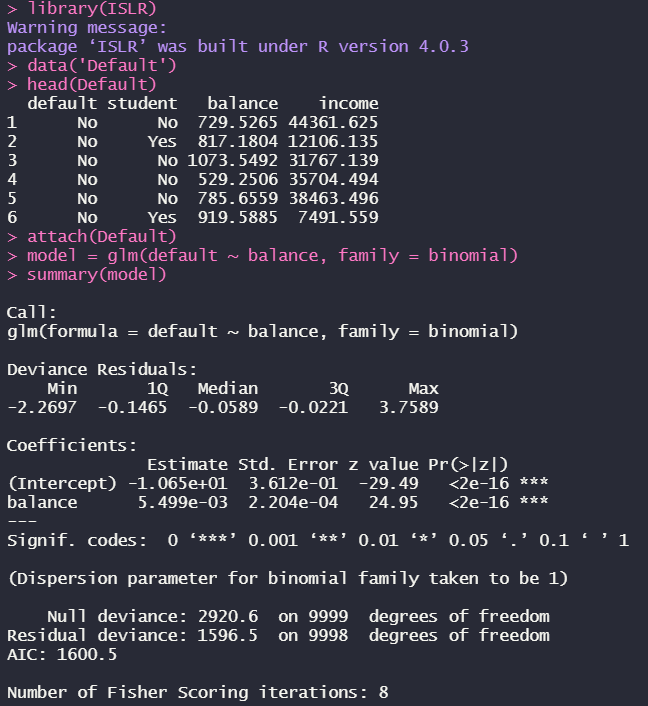 > library(ISLR)
Warning message:
package ‘ISLR’ was built under R version 4.0.3
> data('Default')
> head(Default)
  default student   balance    income
1      No      No  729.5265 44361.625
2      No     Yes  817.1804 12106.135
3      No      No 1073.5492 31767.139
4      No      No  529.2506 35704.494
5      No      No  785.6559 38463.496
6      No     Yes  919.5885  7491.559
> attach(Default)
> model = glm(default ~ balance, family = binomial)
> summary(model)

Call:
glm(formula = default ~ balance, family = binomial)

Deviance Residuals:
    Min       1Q   Median       3Q      Max
-2.2697  -0.1465  -0.0589  -0.0221   3.7589

Coefficients:
              Estimate Std. Error z value Pr(>|z|)
(Intercept) -1.065e+01  3.612e-01  -29.49   <2e-16 ***
balance      5.499e-03  2.204e-04   24.95   <2e-16 ***
---
Signif. codes:  0 ‘***’ 0.001 ‘**’ 0.01 ‘*’ 0.05 ‘.’ 0.1 ‘ ’ 1

(Dispersion parameter for binomial family taken to be 1)

    Null deviance: 2920.6  on 9999  degrees of freedom
Residual deviance: 1596.5  on 9998  degrees of freedom
AIC: 1600.5

Number of Fisher Scoring iterations: 8